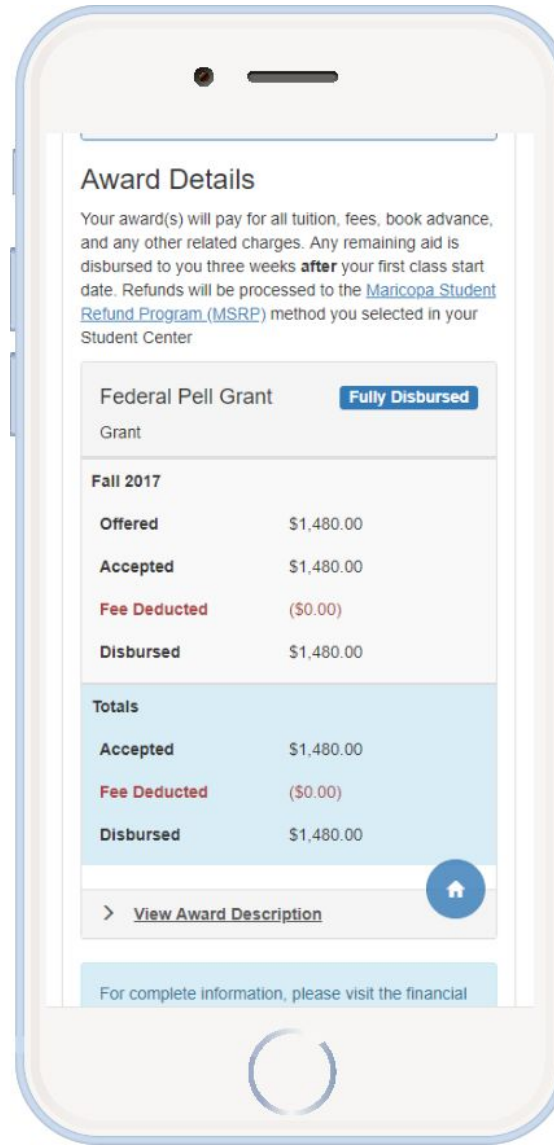 Award Details
Your award(s) will pay for all tuition, fees, book advance,
and any other related charges. Any remaining aid is
disbursed to you three weeks after your first class start
date. Refunds will be processed to the Maricopa Student
Refund Program (MSRP) method you selected in your
Student Center
Federal Pell Grant Fully Disbursed
Grant
Fall 2017
Offered $1,480.00
Accepted $1,480.00
Fee Deducted ($0.00)
Disbursed $1,480.00
Totals
Accepted $1,480.00
Fee Deducted ($0.00)
Disbursed $1,480.00
View Award Description
For complete information, please visit the financial